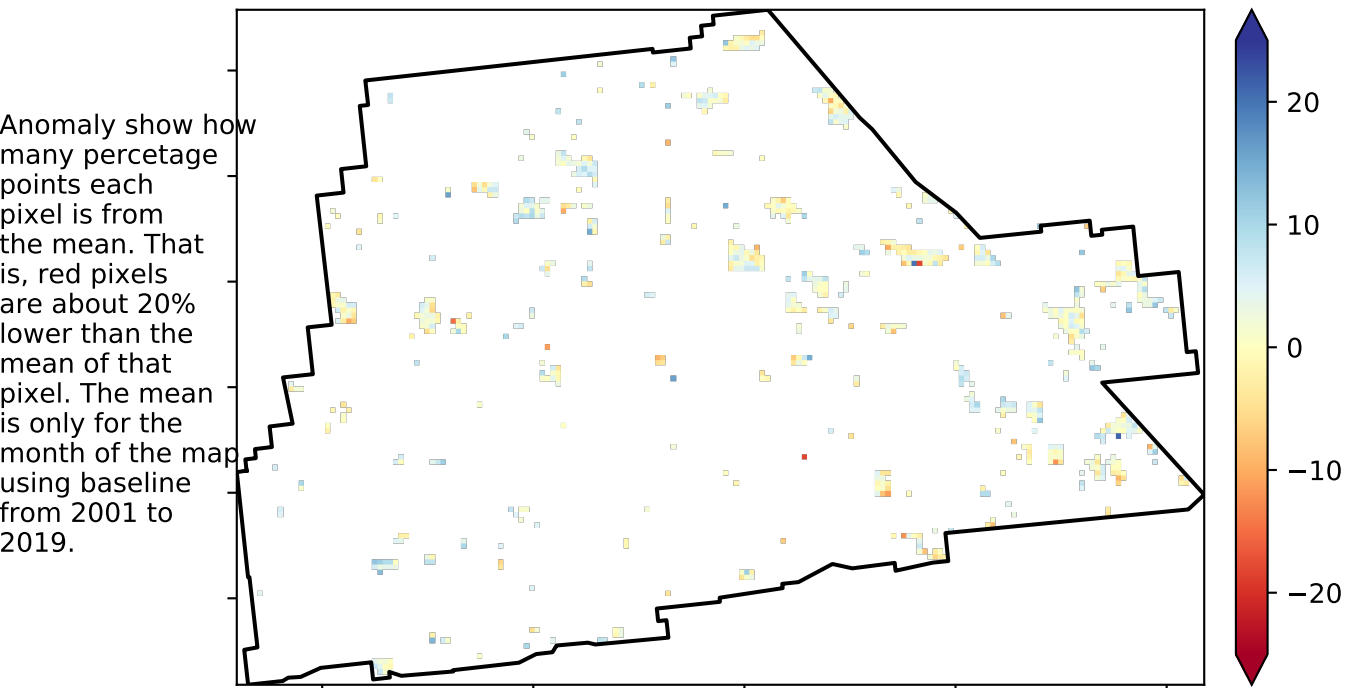 Anomaly show how
many percetage
points each
pixel is from
the mean. That
is, red pixels
are about 20%
lower than the
mean of that
pixel. The mean
is only for the
month of the map
using baseline
from 2001 to
2019.
20
10
0
−10
−20